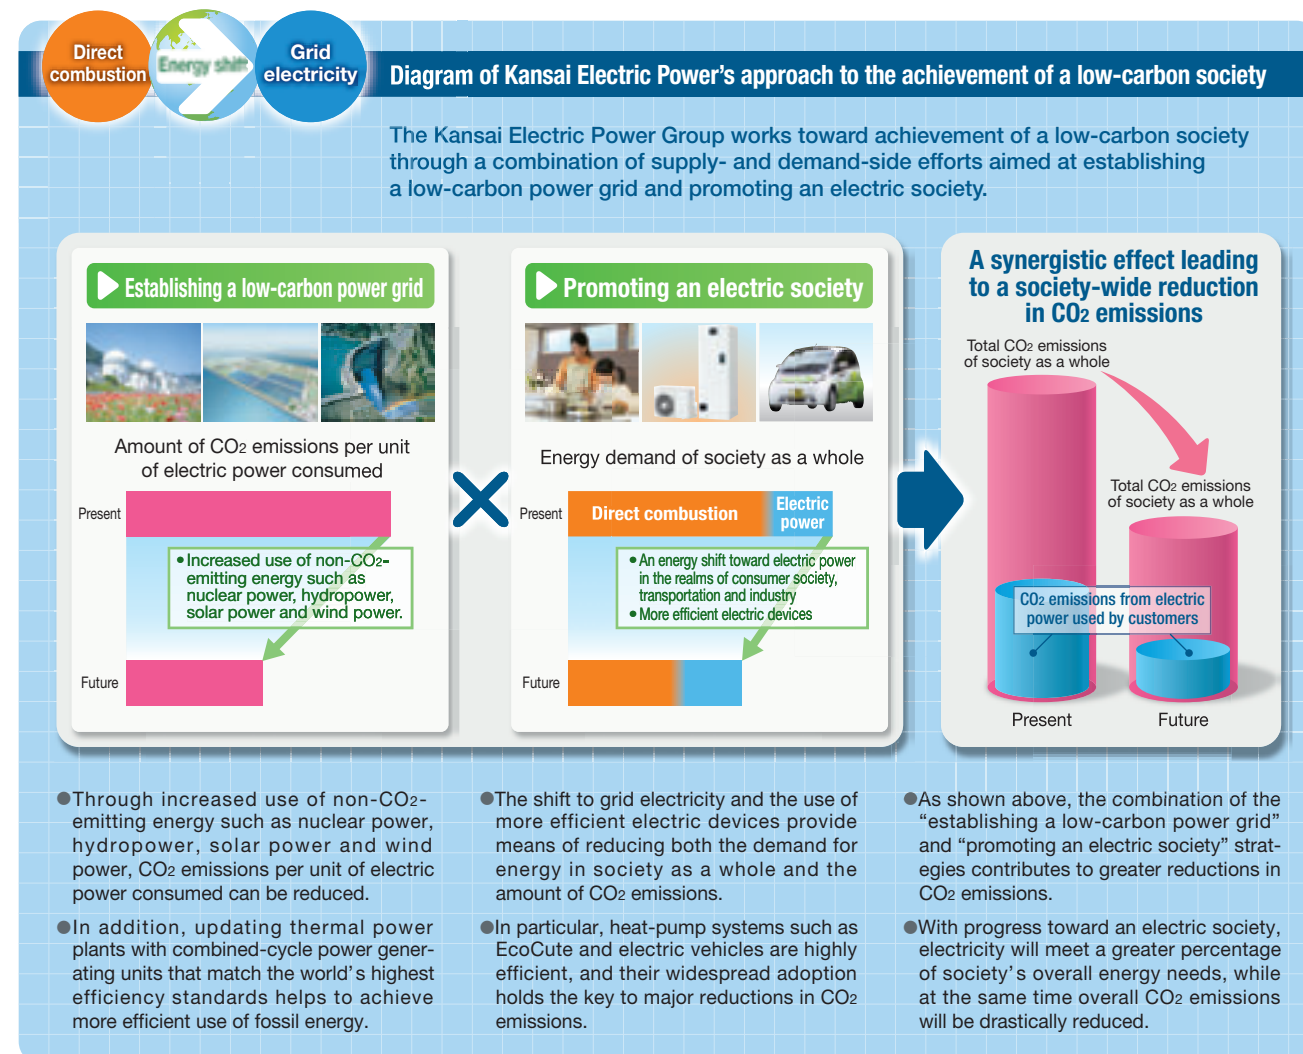 Direct
combustion
Energy shift
Grid
electricity
Diagram of Kansai Electric Power's approach to the achievement of a low-carbon society
The Kansai Electric Power Group works toward achievement of a low-carbon society
through a combination of supply- and demand-side efforts aimed at establishing
a low-carbon power grid and promoting an electric society.
Establishing a low-carbon power grid
Amount of CO2 emissions per unit
of electric power consumed
Present
• Increased use of non-CO2-
emitting energy such as
nuclear power, hydropower,
solar power and wind power.
Future
Promoting an electric society
Energy demand of society as a whole
Present
Direct combustion
Electric
power
• An energy shift toward electric power
in the realms of consumer society,
transportation and industry
• More efficient electric devices
Future
A synergistic effect leading
to a society-wide reduction
in CO2 emissions
Total CO2 emissions
of society as a whole
Total CO2 emissions
of society as a whole
CO2 emissions from electric
power used by customers
Present
Future
●Through increased use of non-CO2-
emitting energy such as nuclear power,
hydropower, solar power and wind
power, CO2 emissions per unit of electric
power consumed can be reduced.
●In addition, updating thermal power
plants with combined-cycle power gener-
ating units that match the world's highest
efficiency standards helps to achieve
more efficient use of fossil energy.
●The shift to grid electricity and the use of
more efficient electric devices provide
means of reducing both the demand for
energy in society as a whole and the
amount of CO2 emissions.
●In particular, heat-pump systems such as
EcoCute and electric vehicles are highly
efficient, and their widespread adoption
holds the key to major reductions in CO2
emissions.
●As shown above, the combination of the
“establishing a low-carbon power grid”
and “promoting an electric society” strat-
egies contributes to greater reductions in
CO2 emissions.
●With progress toward an electric society,
electricity will meet a greater percentage
of society's overall energy needs, while
at the same time overall CO2 emissions
will be drastically reduced.